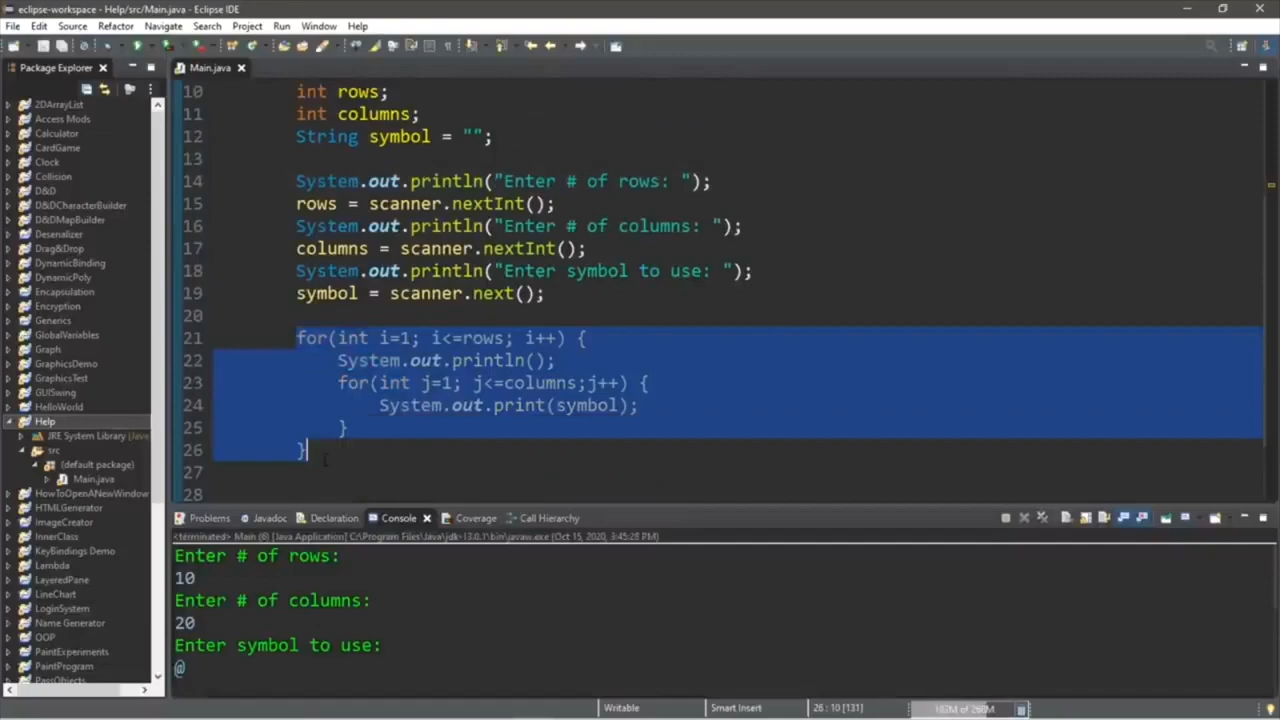 eclipse-workspace - Help/src/Main.java - Eclipse IDE
File Edit Source Refactor Navigate Search Project Run Window Help
Package Explorer
2DArrayList
Access Mods
Calculator
CardGame
Clock
Collision
D&D
D&DCharacterBuilder
D&DMapBuilder
Deserializer
Drag&Drop
DynamicBinding
DynamicPoly
Encapsulation
Encryption
Generics
GlobalVariables
Graph
GraphicsDemo
GraphicsTest
GUISwing
HelloWorld
Help
JRE System Library [Java
src
(default package)
Main.java
HowToOpenANewWindow
HTMLGenerator
ImageCreator
InnerClass
KeyBindings Demo
Lambda
LayeredPane
LineChart
LoginSystem
Name Generator
OOP
PaintExperiments
PaintProgram
PassObjects
Main.java
10 int rows;
11 int columns;
12 String symbol = "";
13
14 System.out.println("Enter # of rows: ");
15 rows = scanner.nextInt();
16 System.out.println("Enter # of columns: ");
17 columns = scanner.nextInt();
18 System.out.println("Enter symbol to use: ");
19 symbol = scanner.next();
20
21 for(int i=1; i<=rows; i++) {
22 System.out.println();
23 for(int j=1; j<=columns;j++) {
24 System.out.print(symbol);
25 }
26 }
27
28
Problems Javadoc Declaration Console Coverage Call Hierarchy
<terminated> Main (6) [Java Application] C:\Program Files\Java\jdk-13.0.1\bin\javaw.exe (Oct 15, 2020, 3:45:28 PM)
Enter # of rows:
10
Enter # of columns:
20
Enter symbol to use:
@
Writable Smart Insert 26 : 10 [131]